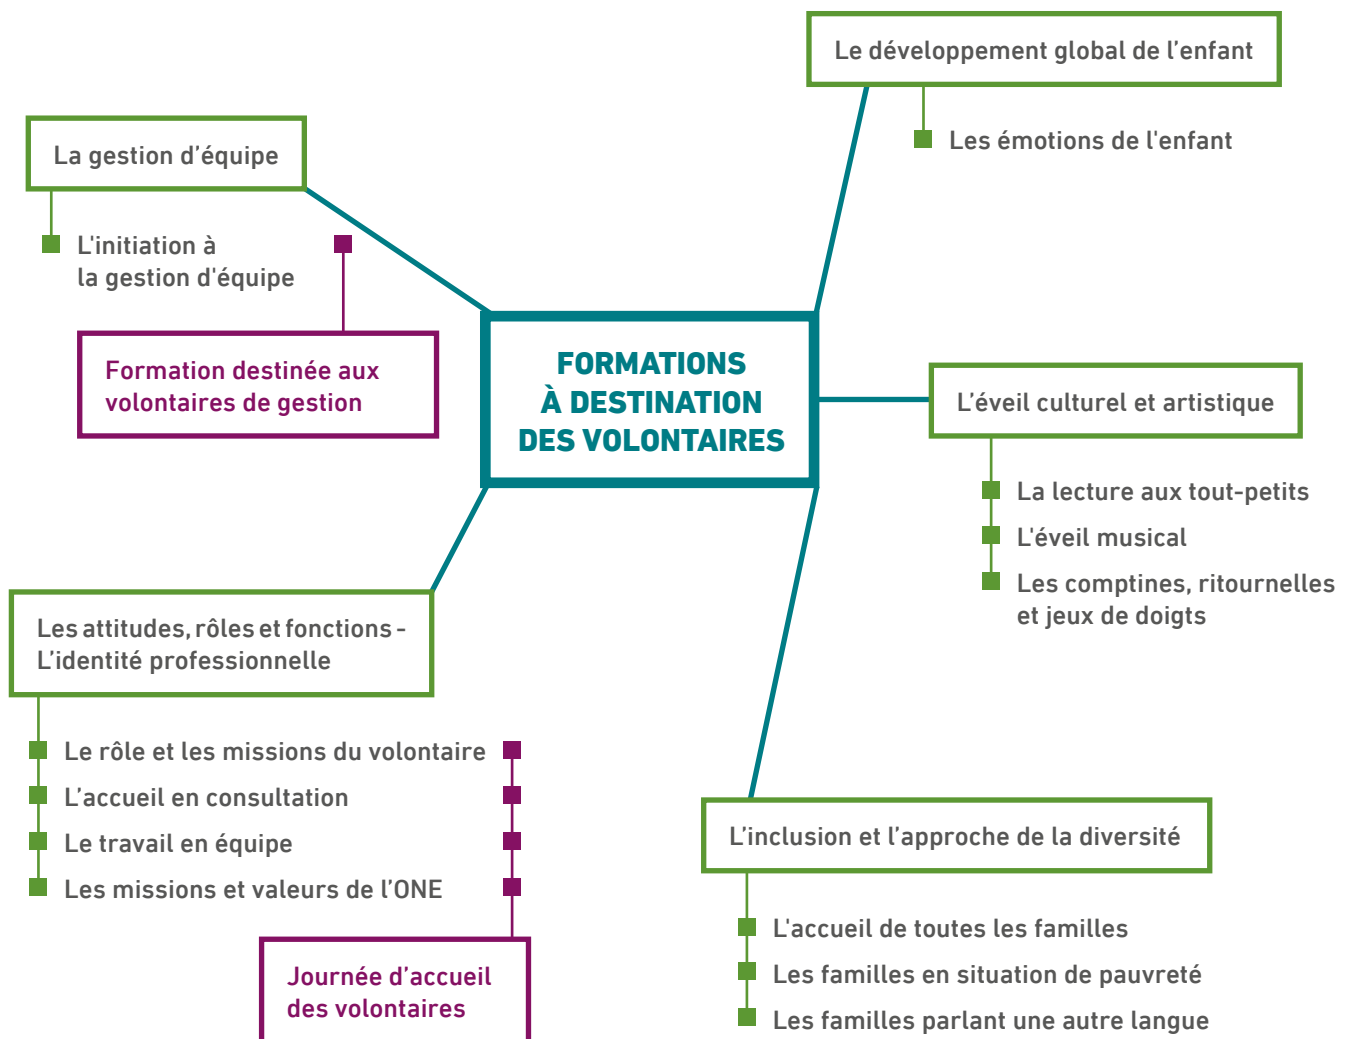 Le développement global de l’enfant
Les émotions de l'enfant
La gestion d’équipe
L'initiation à
la gestion d'équipe
Formation destinée aux
volontaires de gestion
FORMATIONS
À DESTINATION
DES VOLONTAIRES
L’éveil culturel et artistique
La lecture aux tout-petits
L'éveil musical
Les comptines, ritournelles
et jeux de doigts
Les attitudes, rôles et fonctions -
L’identité professionnelle
Le rôle et les missions du volontaire
L’accueil en consultation
Le travail en équipe
Les missions et valeurs de l’ONE
Journée d’accueil
des volontaires
L’inclusion et l’approche de la diversité
L'accueil de toutes les familles
Les familles en situation de pauvreté
Les familles parlant une autre langue